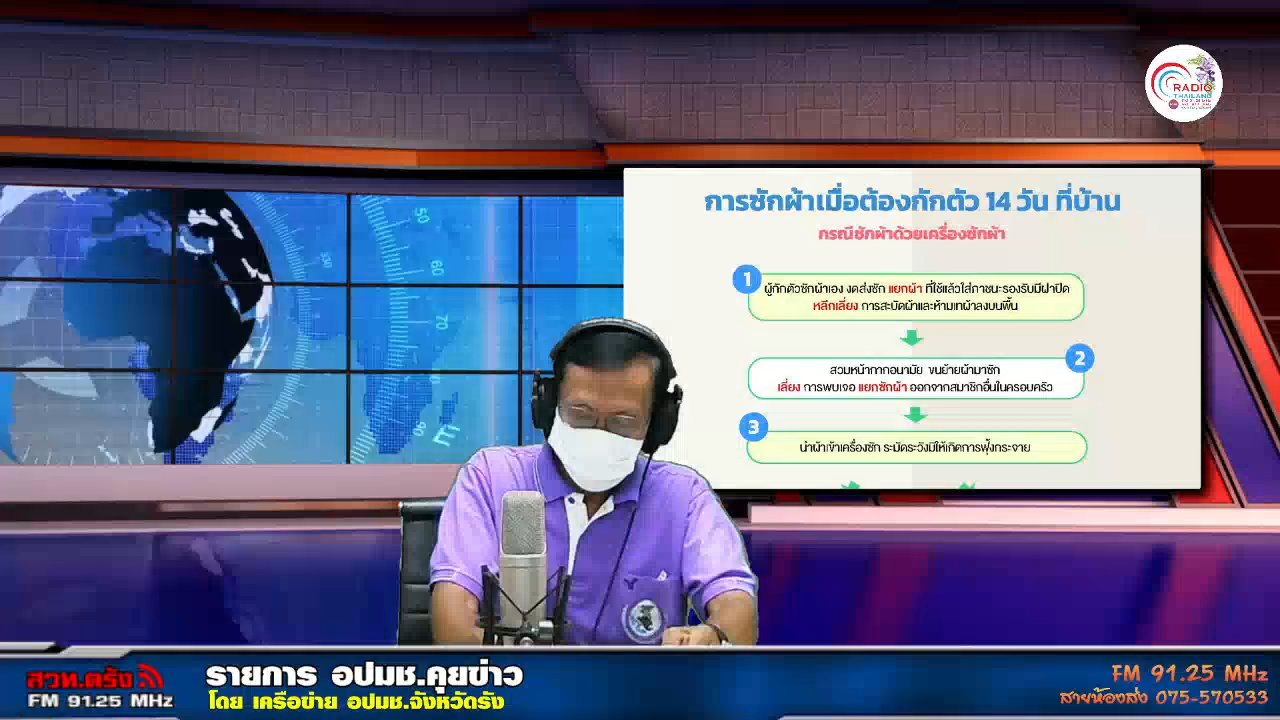 RADIO
THAILAND
การซักผ้าเมื่อต้องกักตัว 14 วัน ที่บ้าน
กรณีซักผ้าด้วยเครื่องซักผ้า
1
ผู้กักตัวซักผ้าเอง งดส่งซัก แยกผ้า ที่ใช้แล้วใส่ภาชนะรองรับมีฝาปิด
หลีกเลี่ยง การสะบัดผ้าและห้ามเทผ้าลงบนพื้น
2
สวมหน้ากากอนามัย ขนย้ายผ้ามาซัก
เลี่ยง การพบเจอ แยกซักผ้า ออกจากสมาชิกอื่นในครอบครัว
3
นำผ้าเข้าเครื่องซัก ระมัดระวังมิให้เกิดการฟุ้งกระจาย
50
60
70
สวท.ตรัง
FM 91.25 MHz
รายการ อปมช.คุยข่าว
โดย เครือข่าย อปมช.จังหวัดรัง
FM 91.25 MHz
สายห้องส่ง 075-570533